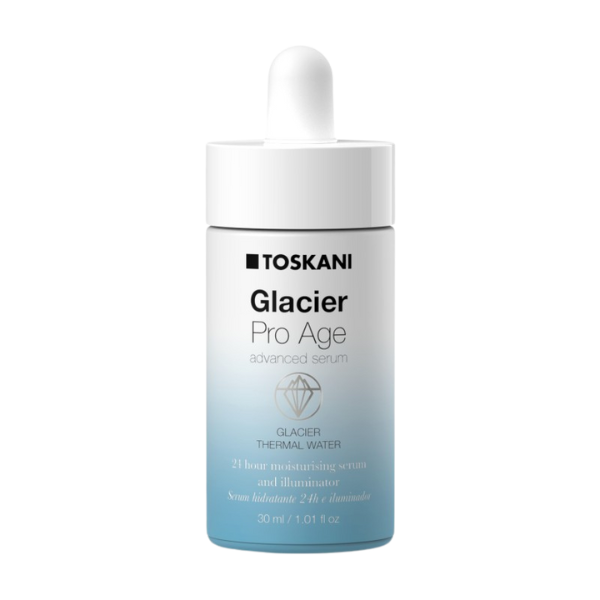 TOSKANI
Glacier
Pro Age
advanced serum
GLACIER
THERMAL WATER
24 hour moisturising serum
and illuminator
Serum hidratante 24h e iluminador
30 ml / 1.01 fl oz